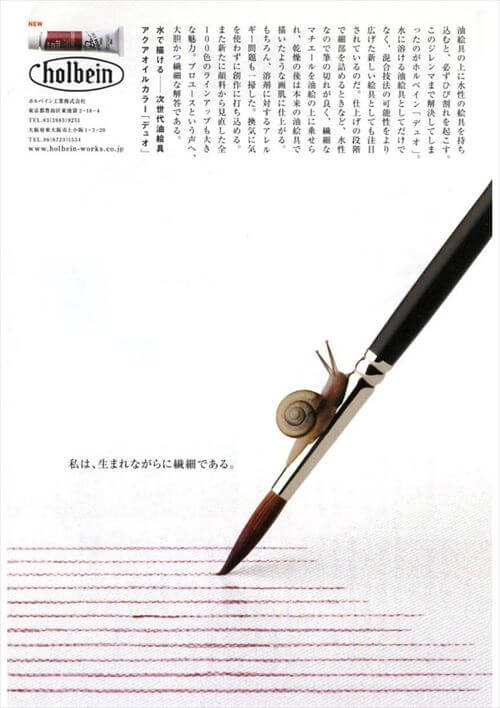 NEW
holbein
ホルベイン工業株式会社
東京都豊島区東池袋2-18-4
TEL.03(3983)9251
大阪府東大阪市上小阪1-3-20
TEL.06(6723)1554
www.holbein-works.co.jp
油絵具の上に水性の絵具を持ち
込むと、必ずひび割れを起こす。
このジレンマまで解決してしま
ったのがホルベイン「デュオ」。
水に溶ける油絵具としてだけで
なく、混合技法の可能性をより
広げた新しい絵具としても注目
されているのだ。仕上げの段階
で細部を詰めるときなど、水性
なので筆の切れが良く、繊細な
マチエールを油絵の上に乗せら
れ、乾燥の後は本来の油絵具で
描いたような画肌に仕上がる。
もちろん、溶剤に対するアレル
ギー問題も一掃した。換気に気
を使わずに創作に打ち込める。
また新たに顔料から見直した全
100色のラインアップも大き
な魅力。プロユースという声へ、
大胆かつ繊細な解答である。
水で描ける——次世代油絵具
アクアオイルカラー「デュオ」
私は、生まれながらに繊細である。